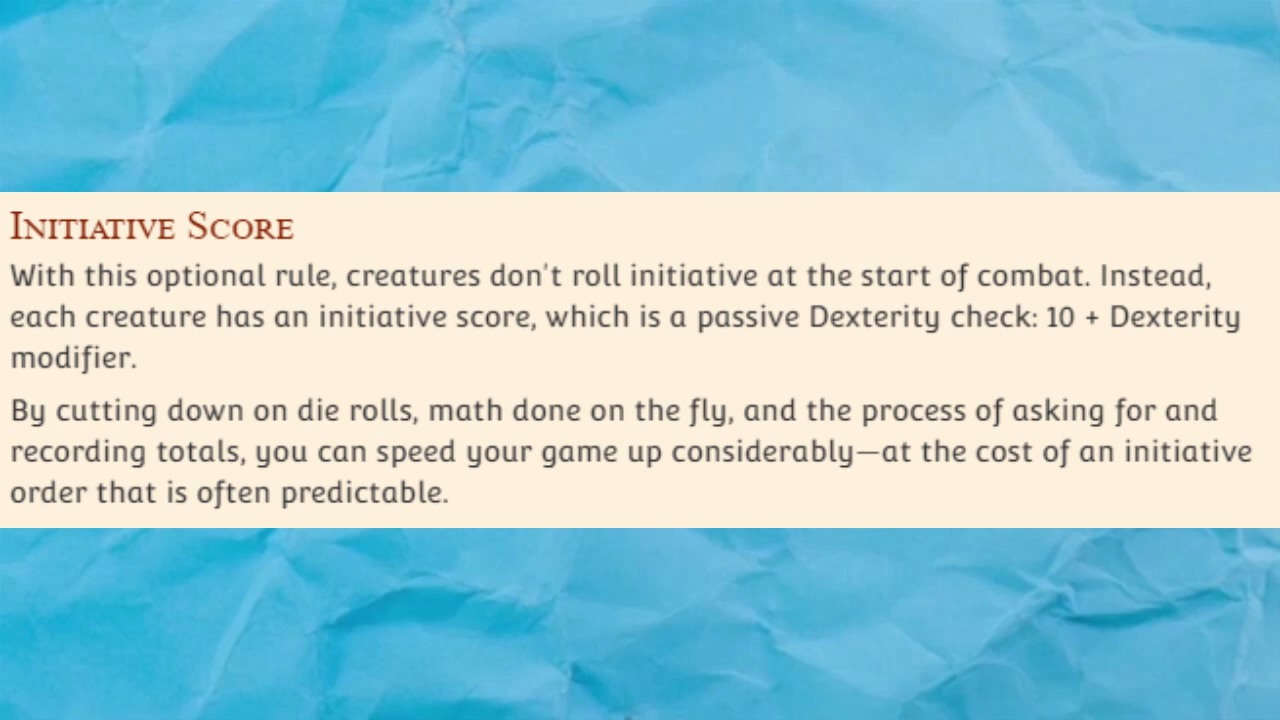 Initiative Score
With this optional rule, creatures don't roll initiative at the start of combat. Instead,
each creature has an initiative score, which is a passive Dexterity check: 10 + Dexterity
modifier.
By cutting down on die rolls, math done on the fly, and the process of asking for and
recording totals, you can speed your game up considerably—at the cost of an initiative
order that is often predictable.